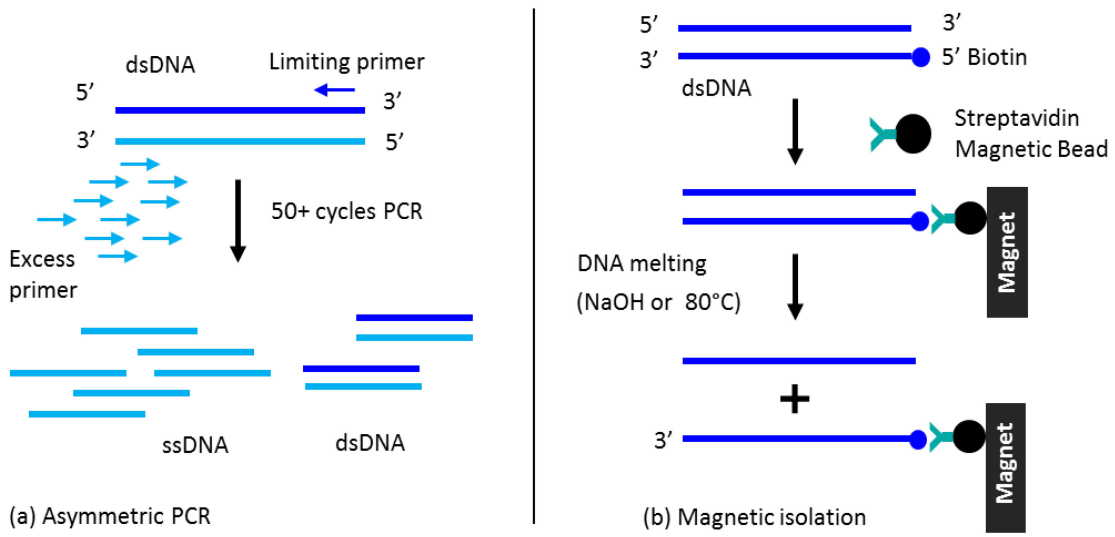 dsDNA
Limiting primer
5’
3’
3’
5’
50+ cycles PCR
Excess
primer
ssDNA
dsDNA
(a) Asymmetric PCR
5’
3’
3’
5’ Biotin
dsDNA
Streptavidin
Magnetic Bead
Magnet
DNA melting
(NaOH or 80°C)
+
3’
Magnet
(b) Magnetic isolation